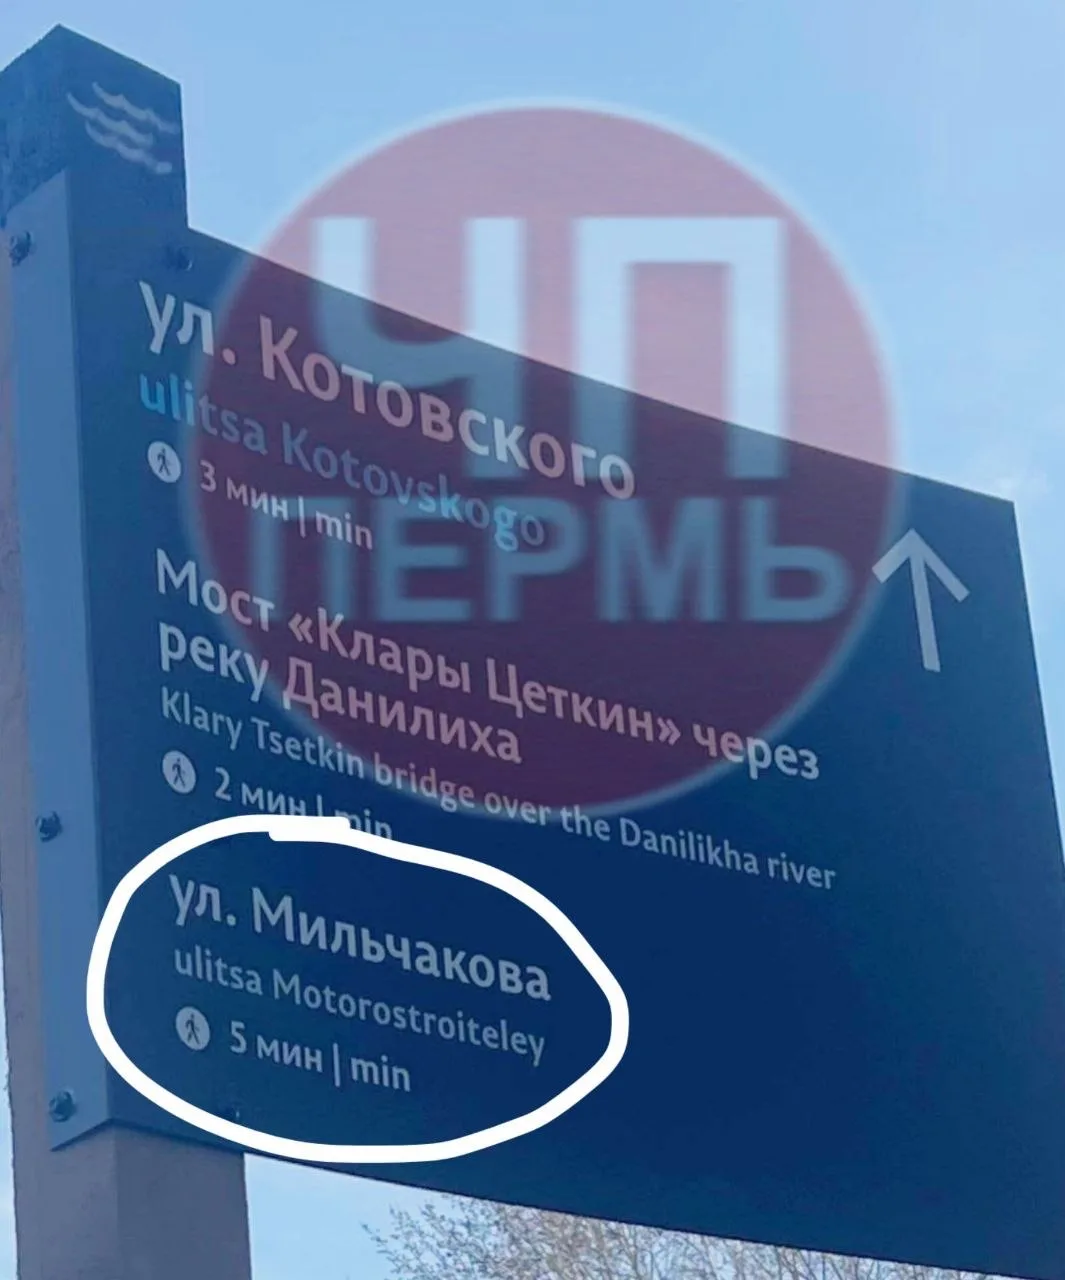 ЧП
ПЕРМЬ
ул. Котовского
ulitsa Kotovskogo
3 мин | min
Мост «Клары Цеткин» через
реку Данилиха
Klary Tsetkin bridge over the Danilikha river
2 мин | min
ул. Мильчакова
ulitsa Motorostroiteley
5 мин | min